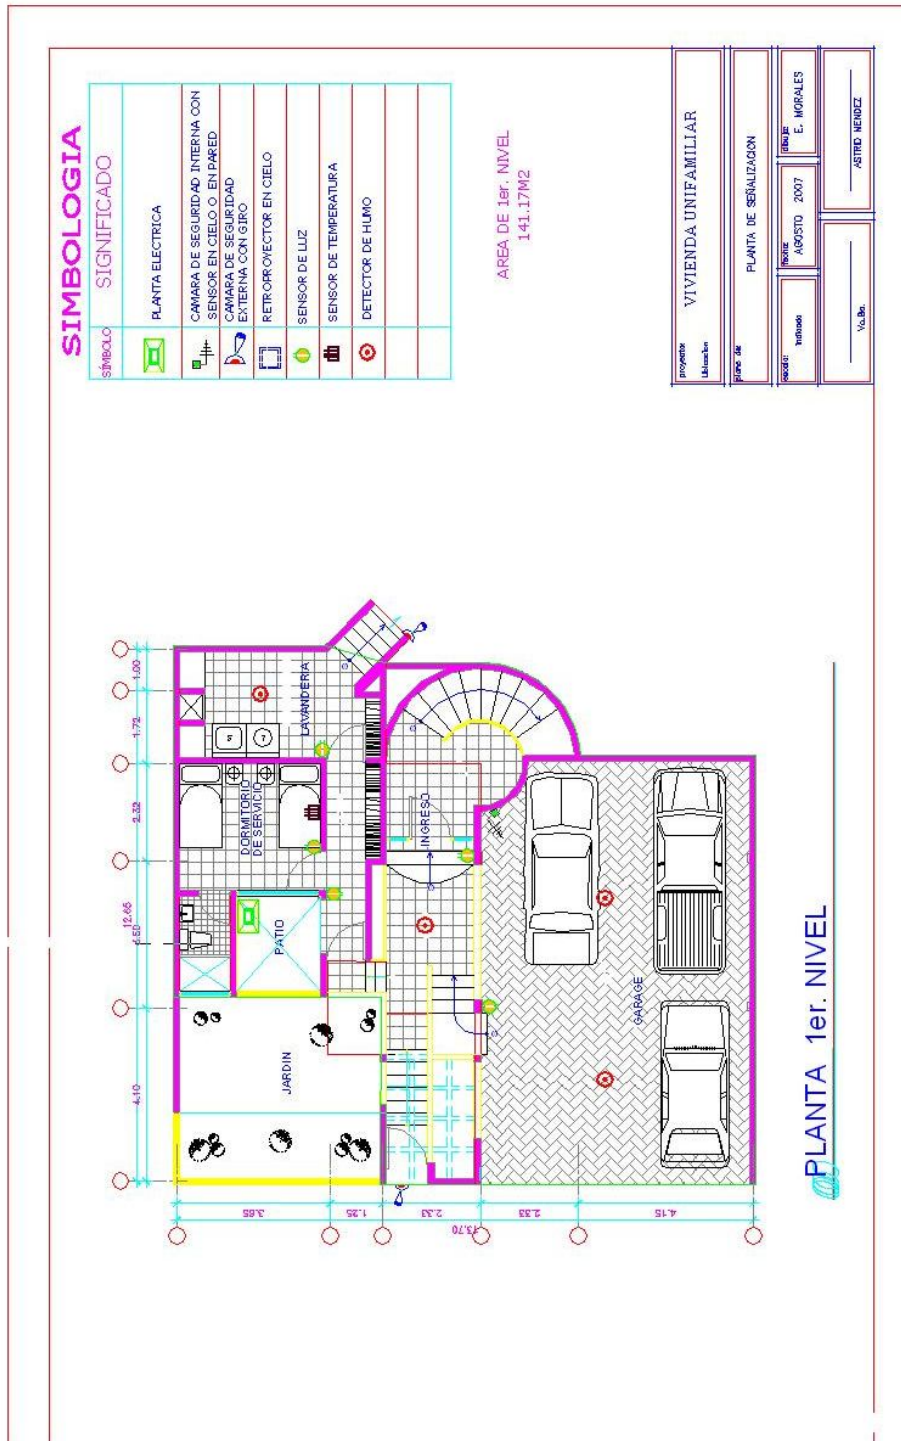 SIMBOLOGIA
SÍMBOLO
SIGNIFICADO
PLANTA ELECTRICA
CAMARA DE SEGURIDAD INTERNA CON
SENSOR EN CIELO O EN PARED
CAMARA DE SEGURIDAD
EXTERNA CON GIRO
RETROPROYECTOR EN CIELO
SENSOR DE LUZ
SENSOR DE TEMPERATURA
DETECTOR DE HUMO
AREA DE 1er. NIVEL
141.17M2
proyecto:
VIVIENDA UNIFAMILIAR
Ubicacion
plano de:
PLANTA DE SEÑALIZACION
escala:
Indicada
fecha:
AGOSTO 2007
dibujo:
E. MORALES
Vo.Bo.
ASTRID MENDEZ
4.10
12.65
2.32
1.72
1.00
LAVANDERIA
DORMITORIO
DE SERVICIO
PATIO
JARDIN
INGRESO
GARAGE
3.65
1.25
2.33
13.70
2.33
4.15
PLANTA 1er. NIVEL